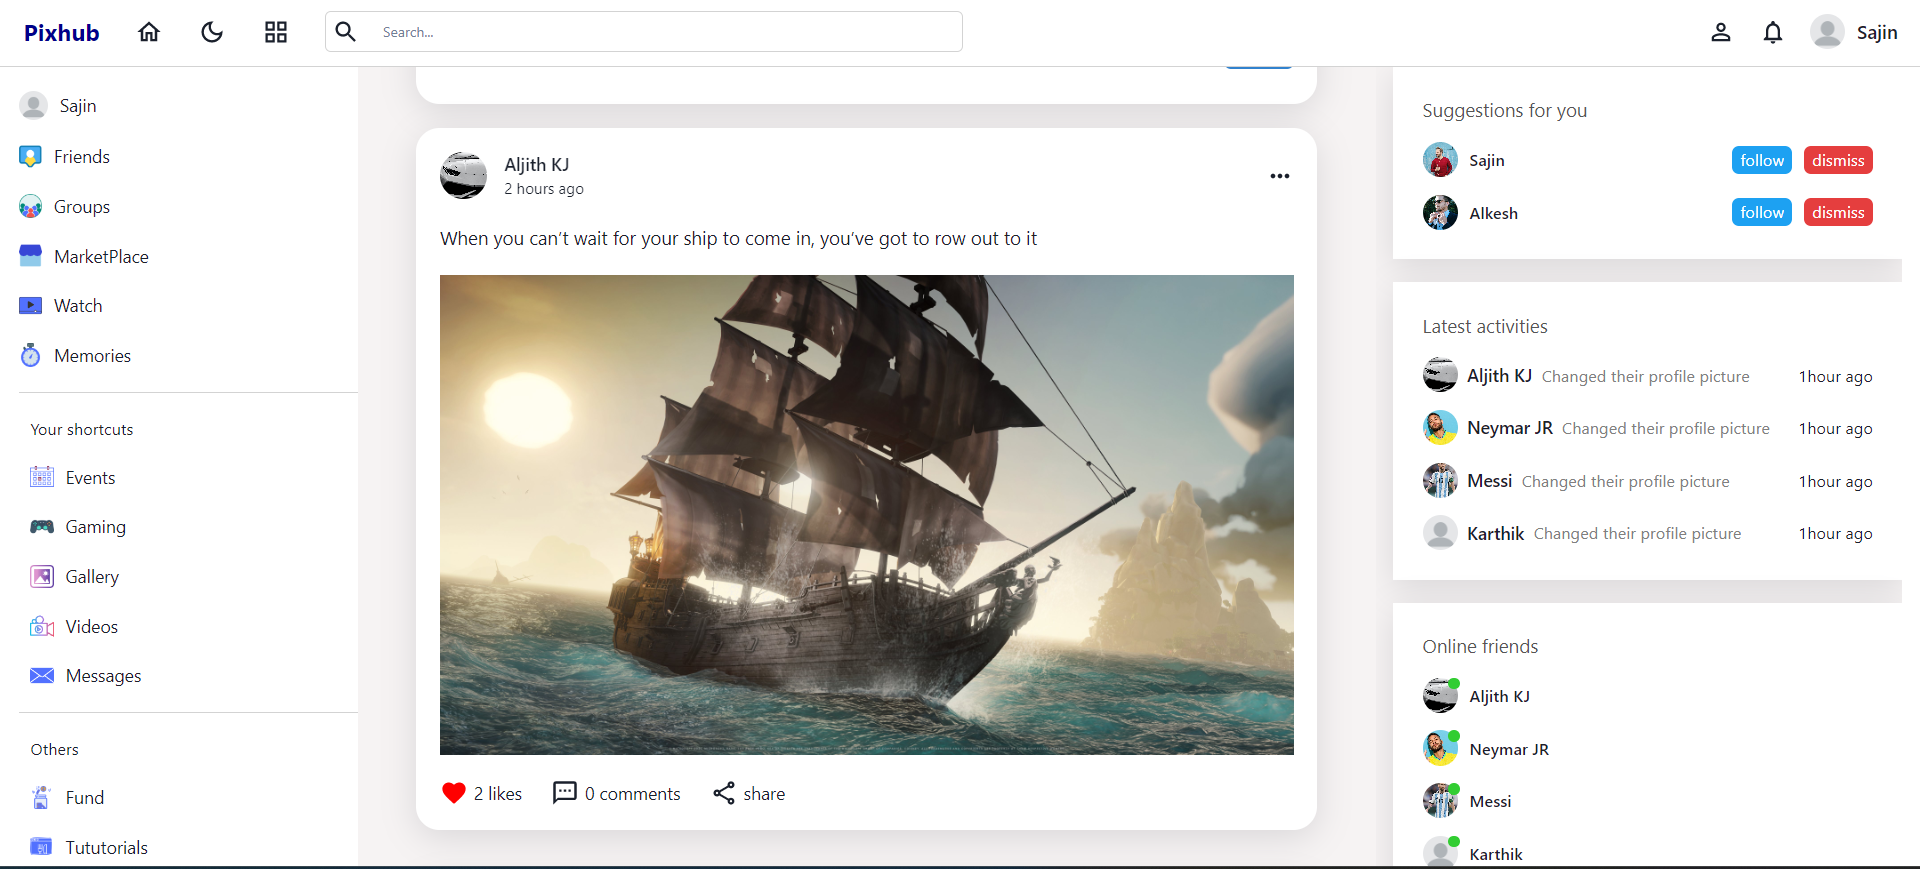 Pixhub
Search...
Sajin
Sajin
Friends
Groups
MarketPlace
Watch
Memories
Your shortcuts
Events
Gaming
Gallery
Videos
Messages
Others
Fund
Tututorials
Aljith KJ
2 hours ago
When you can’t wait for your ship to come in, you’ve got to row out to it
2 likes
0 comments
share
Suggestions for you
Sajin follow dismiss
Alkesh follow dismiss
Latest activities
Aljith KJ Changed their profile picture 1hour ago
Neymar JR Changed their profile picture 1hour ago
Messi Changed their profile picture 1hour ago
Karthik Changed their profile picture 1hour ago
Online friends
Aljith KJ
Neymar JR
Messi
Karthik